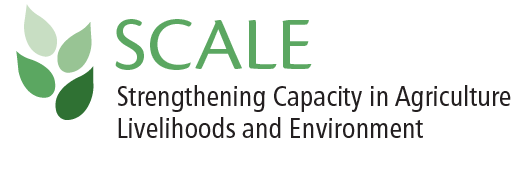 SCALE
Strengthening Capacity in Agriculture
Livelihoods and Environment